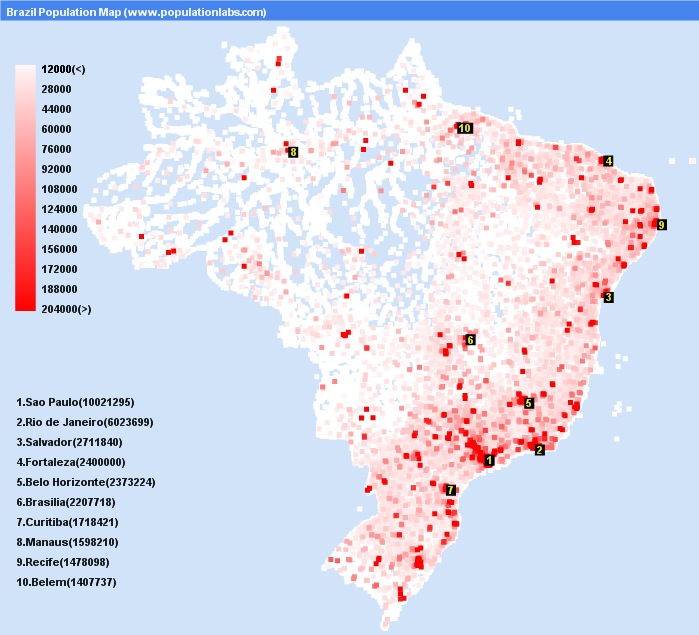 Brazil Population Map (www.populationlabs.com)
12000(<)
28000
44000
60000
76000
92000
108000
124000
140000
156000
172000
188000
204000(>)
10
8
4
9
3
6
5
2
1
7
1.Sao Paulo(10021295)
2.Rio de Janeiro(6023699)
3.Salvador(2711840)
4.Fortaleza(2400000)
5.Belo Horizonte(2373224)
6.Brasilia(2207718)
7.Curitiba(1718421)
8.Manaus(1598210)
9.Recife(1478098)
10.Belem(1407737)